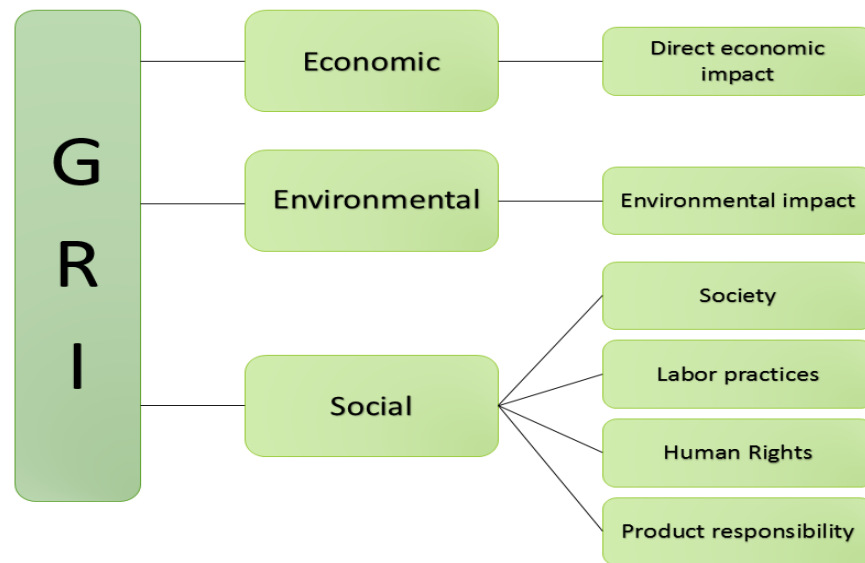 G
R
I
Economic
Direct economic
impact
Environmental
Environmental impact
Social
Society
Labor practices
Human Rights
Product responsibility